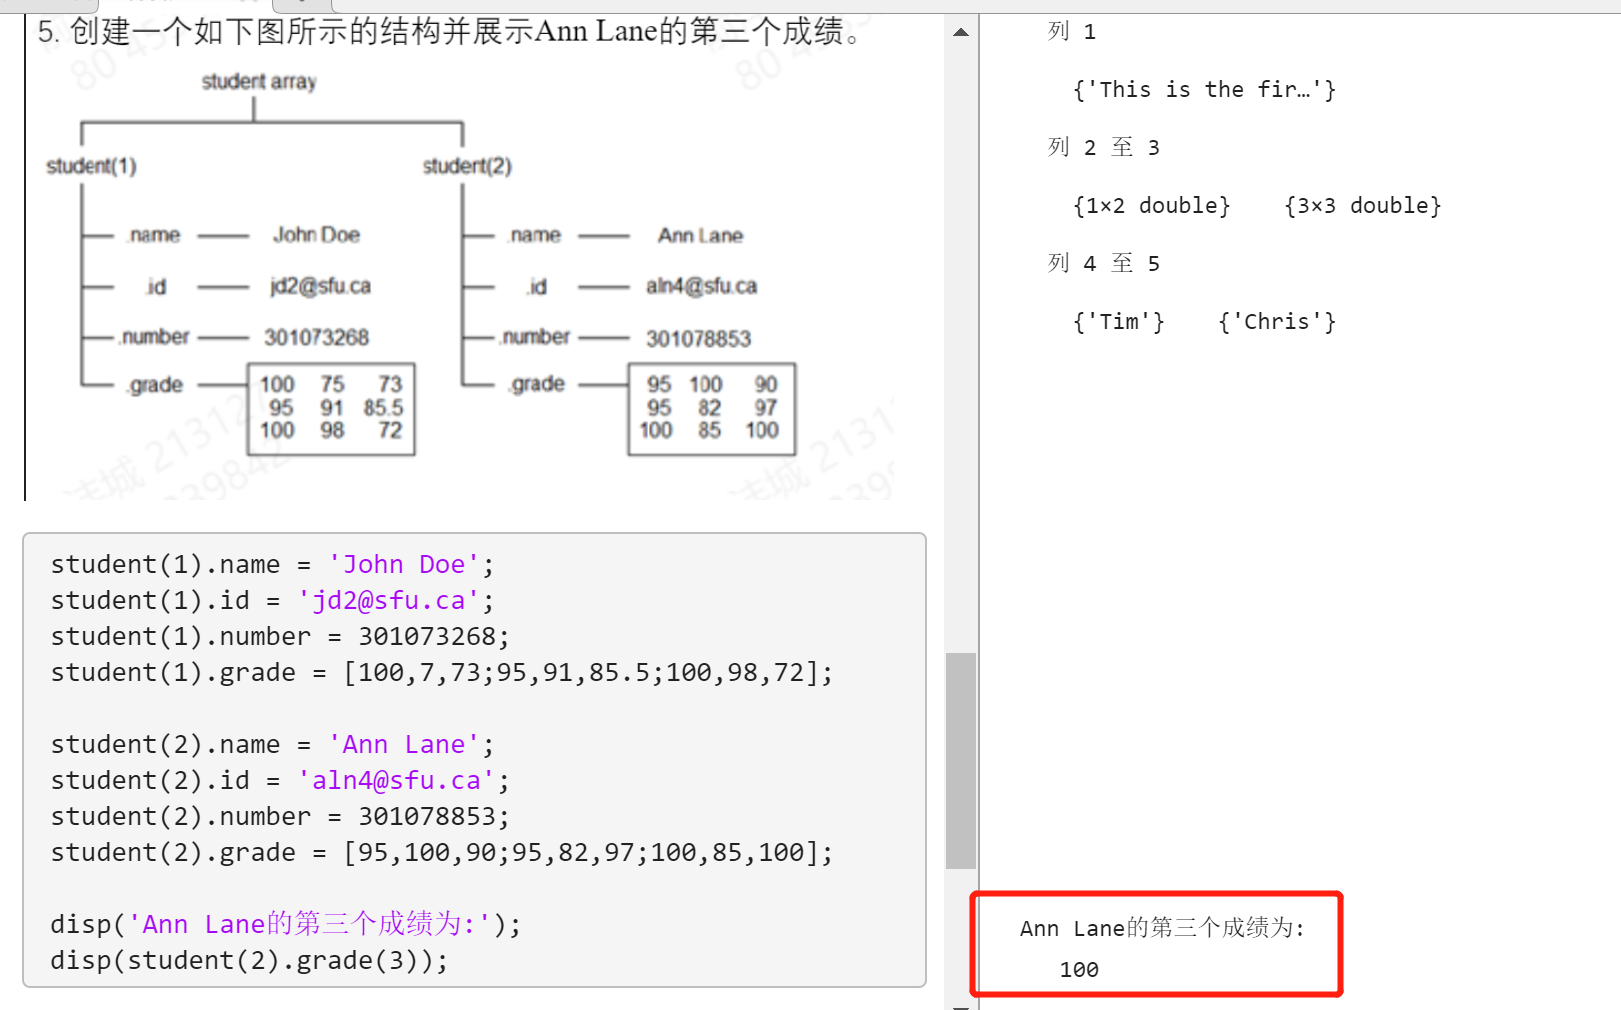 5. 创建一个如下图所示的结构并展示Ann Lane的第三个成绩。
student array
student(1)
student(2)
.name John Doe
.name Ann Lane
.id jd2@sfu.ca
.id aln4@sfu.ca
.number 301073268
.number 301078853
.grade
100 75 73
95 91 85.5
100 98 72
.grade
95 100 90
95 82 97
100 85 100
student(1).name = 'John Doe';
student(1).id = 'jd2@sfu.ca';
student(1).number = 301073268;
student(1).grade = [100,7,73;95,91,85.5;100,98,72];
student(2).name = 'Ann Lane';
student(2).id = 'aln4@sfu.ca';
student(2).number = 301078853;
student(2).grade = [95,100,90;95,82,97;100,85,100];
disp('Ann Lane的第三个成绩为:');
disp(student(2).grade(3));
列 1
{'This is the fir…'}
列 2 至 3
{1×2 double} {3×3 double}
列 4 至 5
{'Tim'} {'Chris'}
Ann Lane的第三个成绩为:
100